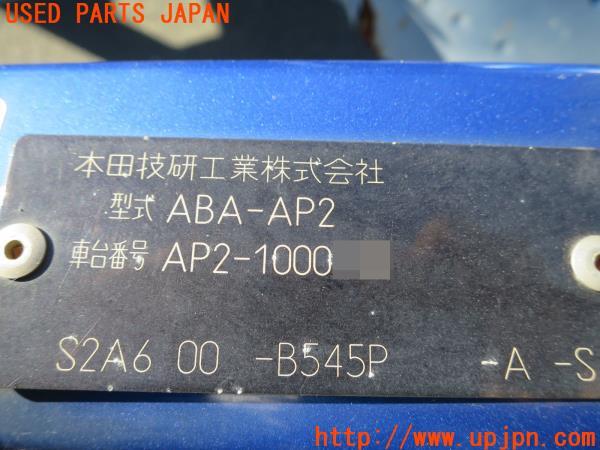 USED PARTS JAPAN
本田技研工業株式会社
型式 ABA-AP2
車台番号 AP2-1000
S2A6 00 -B545P -A -S
http://www.upjpn.com/